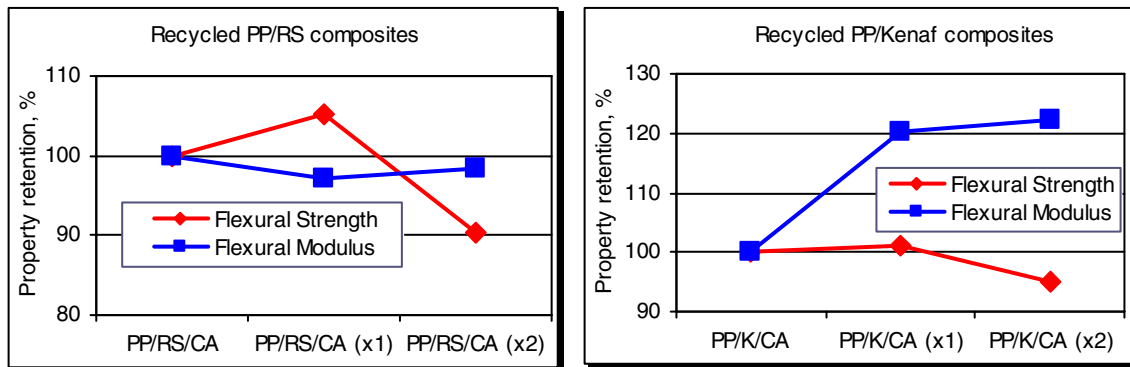 Recycled PP/RS composites
Property retention, %
110
100
90
80
Flexural Strength
Flexural Modulus
PP/RS/CA PP/RS/CA (x1) PP/RS/CA (x2)
Recycled PP/Kenaf composites
Property retention, %
130
120
110
100
90
Flexural Strength
Flexural Modulus
PP/K/CA PP/K/CA (x1) PP/K/CA (x2)